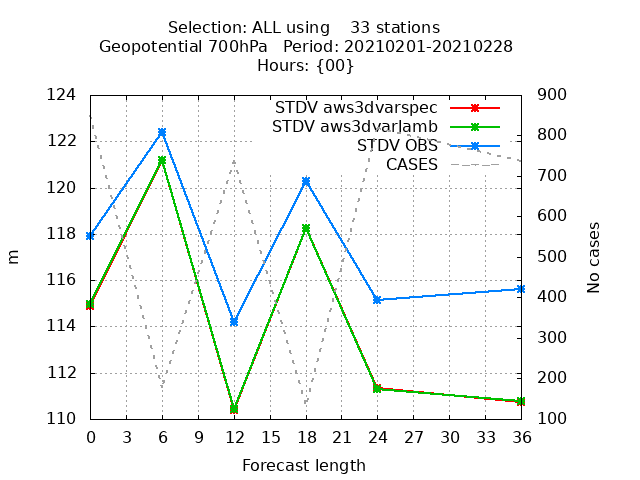 Selection: ALL using    33 stations
Geopotential 700hPa   Period: 20210201-20210228
Hours: {00}
STDV aws3dvarspec
STDV aws3dvarlamb
STDV OBS
CASES
124
122
120
118
116
114
112
110
m
900
800
700
600
500
400
300
200
100
No cases
0 3 6 9 12 15 18 21 24 27 30 33 36
Forecast length